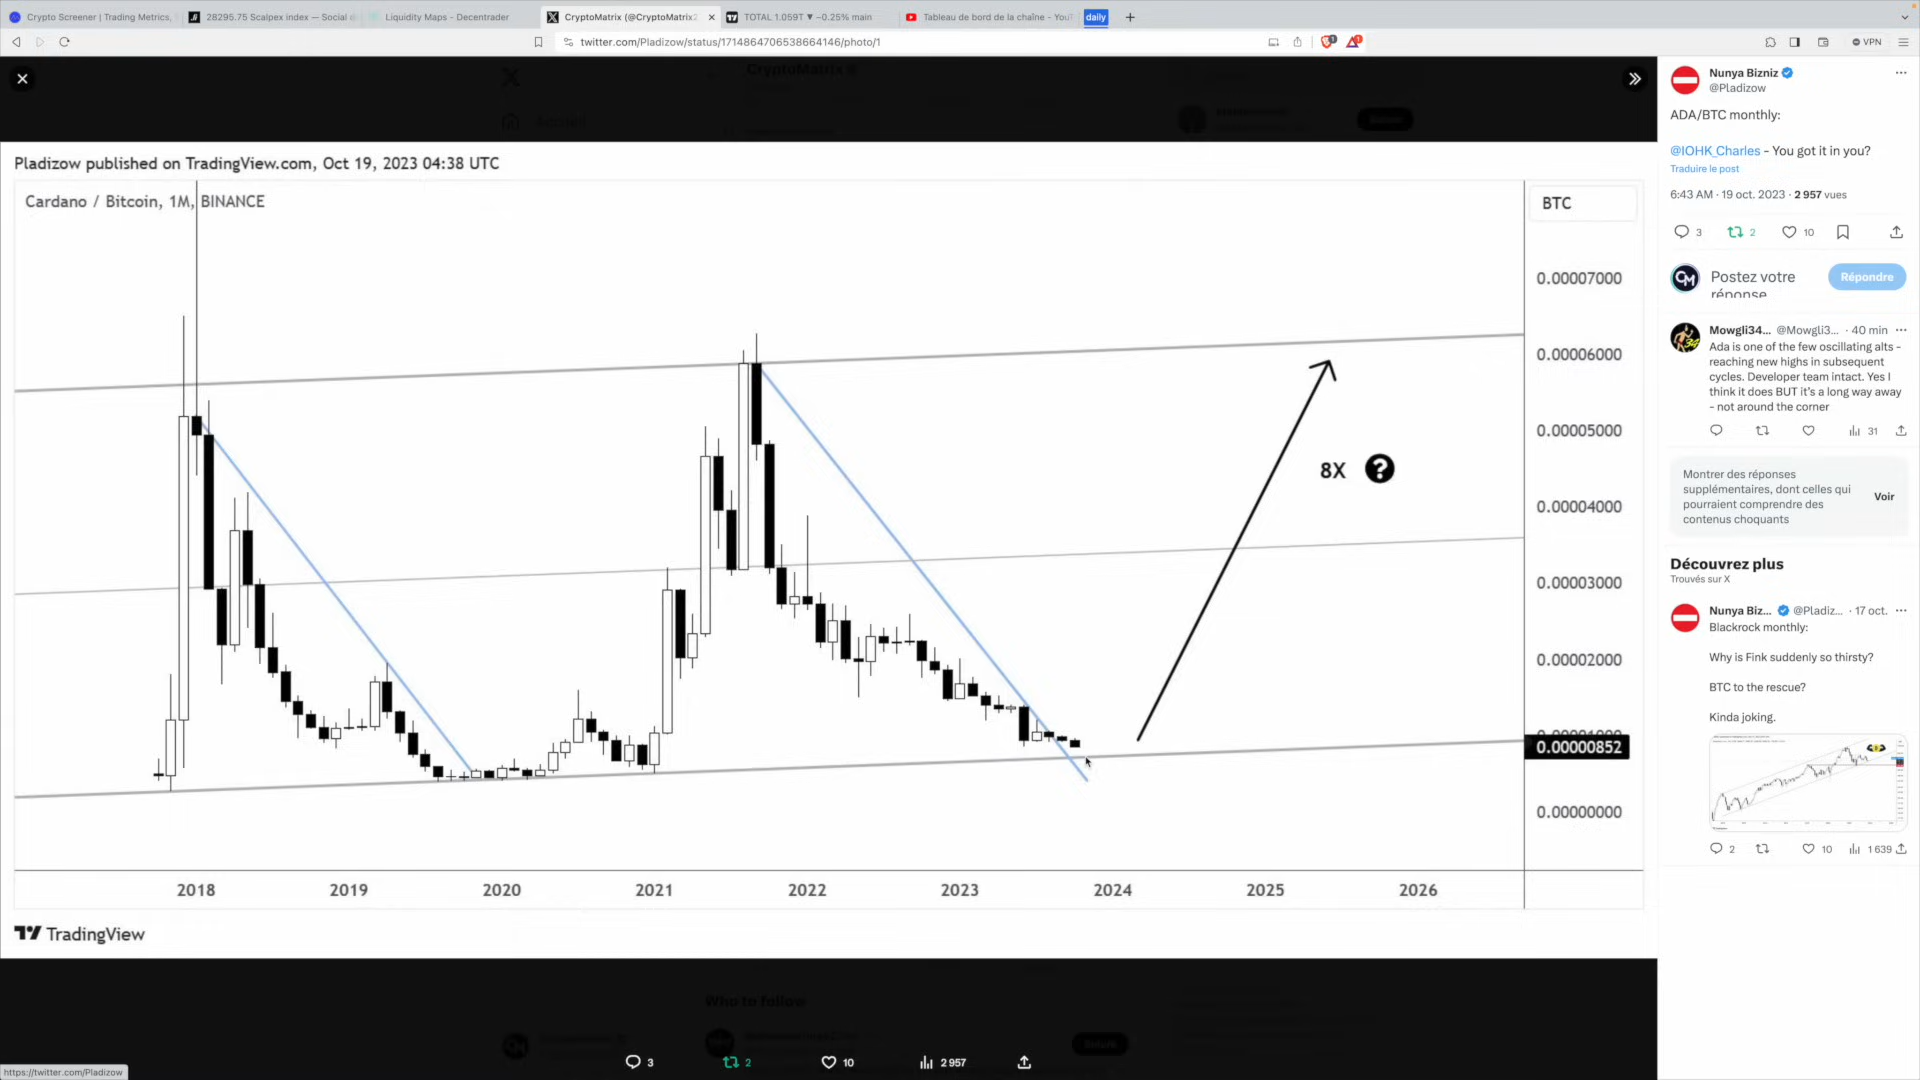 Crypto Screener | Trading Metrics,
28295.75 Scalpex index — Social
Liquidity Maps - Decentrader
CryptoMatrix (@CryptoMatrix2
TOTAL 1.059T ▼ −0.25% main
Tableau de bord de la chaîne - YouT
daily
twitter.com/Pladizow/status/1714864706538664146/photo/1
VPN
CryptoMatrix
Accueil
Pladizow published on TradingView.com, Oct 19, 2023 04:38 UTC
Cardano / Bitcoin, 1M, BINANCE
BTC
0.00007000
0.00006000
0.00005000
0.00004000
0.00003000
0.00002000
0.00000852
0.00000000
8X ?
2018 2019 2020 2021 2022 2023 2024 2025 2026
TradingView
Who to follow
3 2 10 2 957
https://twitter.com/Pladizow
Nunya Bizniz
@Pladizow
ADA/BTC monthly:
@IOHK_Charles - You got it in you?
Traduire le post
6:43 AM · 19 oct. 2023 · 2 957 vues
3 2 10
CM
Postez votre
réponse
Répondre
Mowgli34... @Mowgli3... · 40 min
Ada is one of the few oscillating alts -
reaching new highs in subsequent
cycles. Developer team intact. Yes I
think it does BUT it's a long way away
- not around the corner
31
Montrer des réponses
supplémentaires, dont celles qui
pourraient comprendre des
contenus choquants
Voir
Découvrez plus
Trouvés sur X
Nunya Biz... @Pladiz... · 17 oct.
Blackrock monthly:
Why is Fink suddenly so thirsty?
BTC to the rescue?
Kinda joking.
2 10 1 639